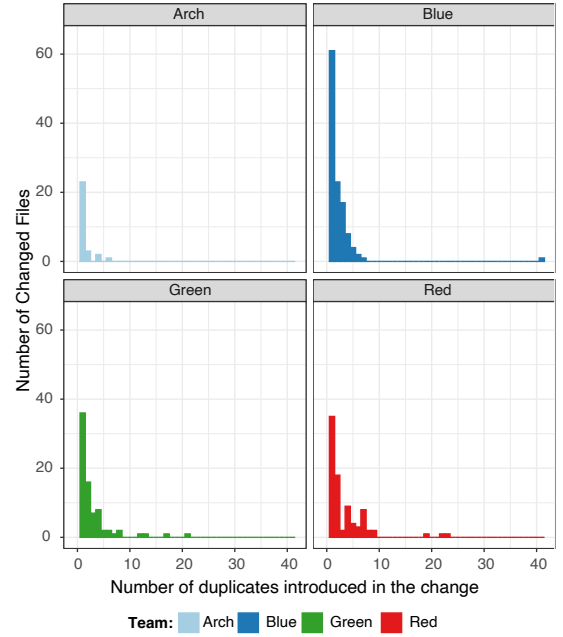 Arch Blue
60
40
20
0
Number of Changed Files
Green Red
60
40
20
0
0 10 20 30 40 0 10 20 30 40
Number of duplicates introduced in the change
Team: Arch Blue Green Red